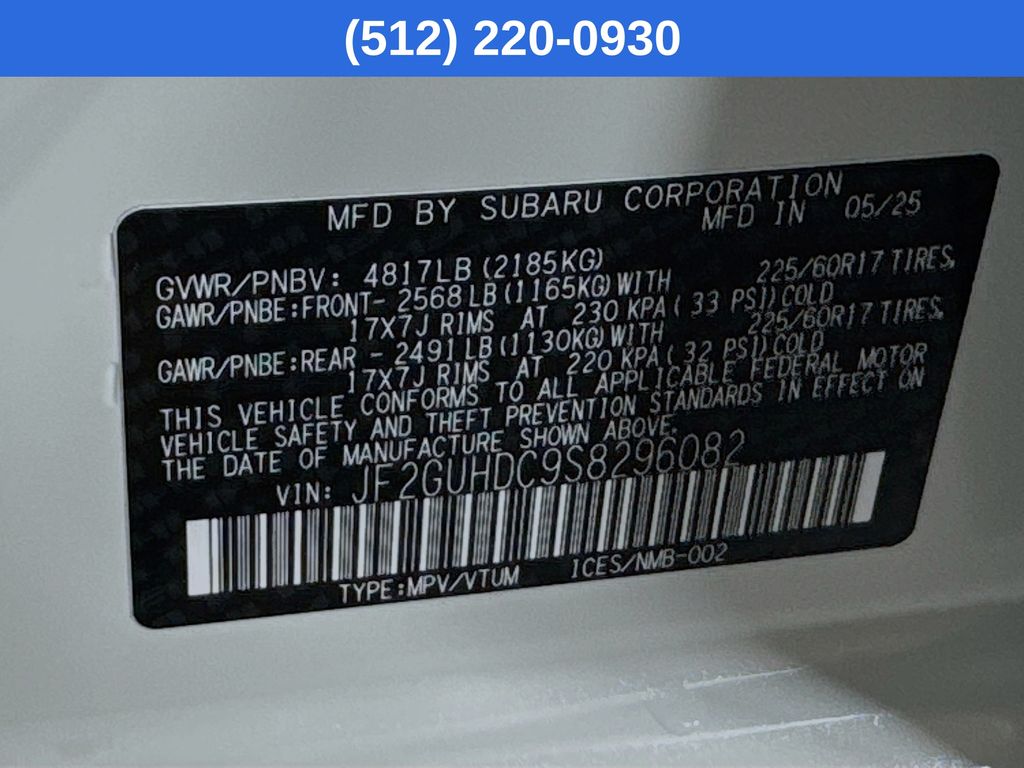 (512) 220-0930
MFD BY SUBARU CORPORATION
MFD IN 05/25
GVWR/PNBV: 4817LB (2185KG)
GAWR/PNBE:FRONT- 2568LB(1165KG)WITH 225/60R17 TIRES,
17X7J RIMS AT 230 KPA( 33 PSI)COLD
GAWR/PNBE:REAR - 2491LB(1130KG)WITH 225/60R17 TIRES,
17X7J RIMS AT 220 KPA( 32 PSI)COLD
THIS VEHICLE CONFORMS TO ALL APPLICABLE FEDERAL MOTOR
VEHICLE SAFETY AND THEFT PREVENTION STANDARDS IN EFFECT ON
THE DATE OF MANUFACTURE SHOWN ABOVE.
VIN: JF2GUHDC9S8296082
TYPE:MPV/VTUM ICES/NMB-002